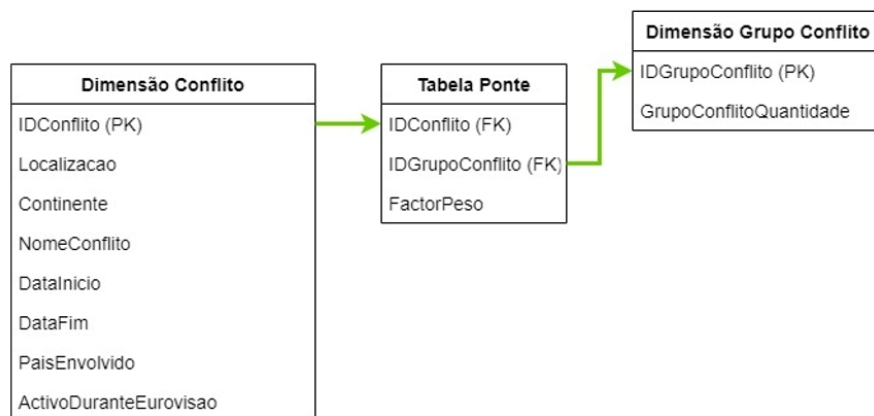 Dimensão Conflito
IDConflito (PK)
Localizacao
Continente
NomeConflito
DataInicio
DataFim
PaisEnvolvido
ActivoDuranteEurovisao
Tabela Ponte
IDConflito (FK)
IDGrupoConflito (FK)
FactorPeso
Dimensão Grupo Conflito
IDGrupoConflito (PK)
GrupoConflitoQuantidade